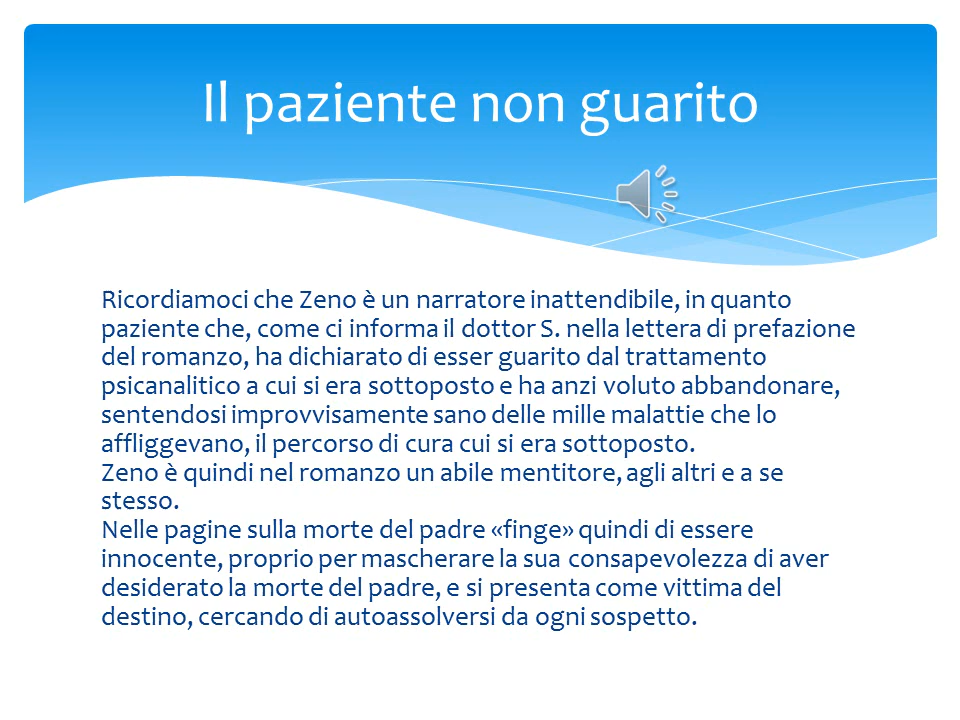 Il paziente non guarito
Ricordiamoci che Zeno è un narratore inattendibile, in quanto
paziente che, come ci informa il dottor S. nella lettera di prefazione
del romanzo, ha dichiarato di esser guarito dal trattamento
psicanalitico a cui si era sottoposto e ha anzi voluto abbandonare,
sentendosi improvvisamente sano delle mille malattie che lo
affliggevano, il percorso di cura cui si era sottoposto.
Zeno è quindi nel romanzo un abile mentitore, agli altri e a se
stesso.
Nelle pagine sulla morte del padre «finge» quindi di essere
innocente, proprio per mascherare la sua consapevolezza di aver
desiderato la morte del padre, e si presenta come vittima del
destino, cercando di autoassolversi da ogni sospetto.